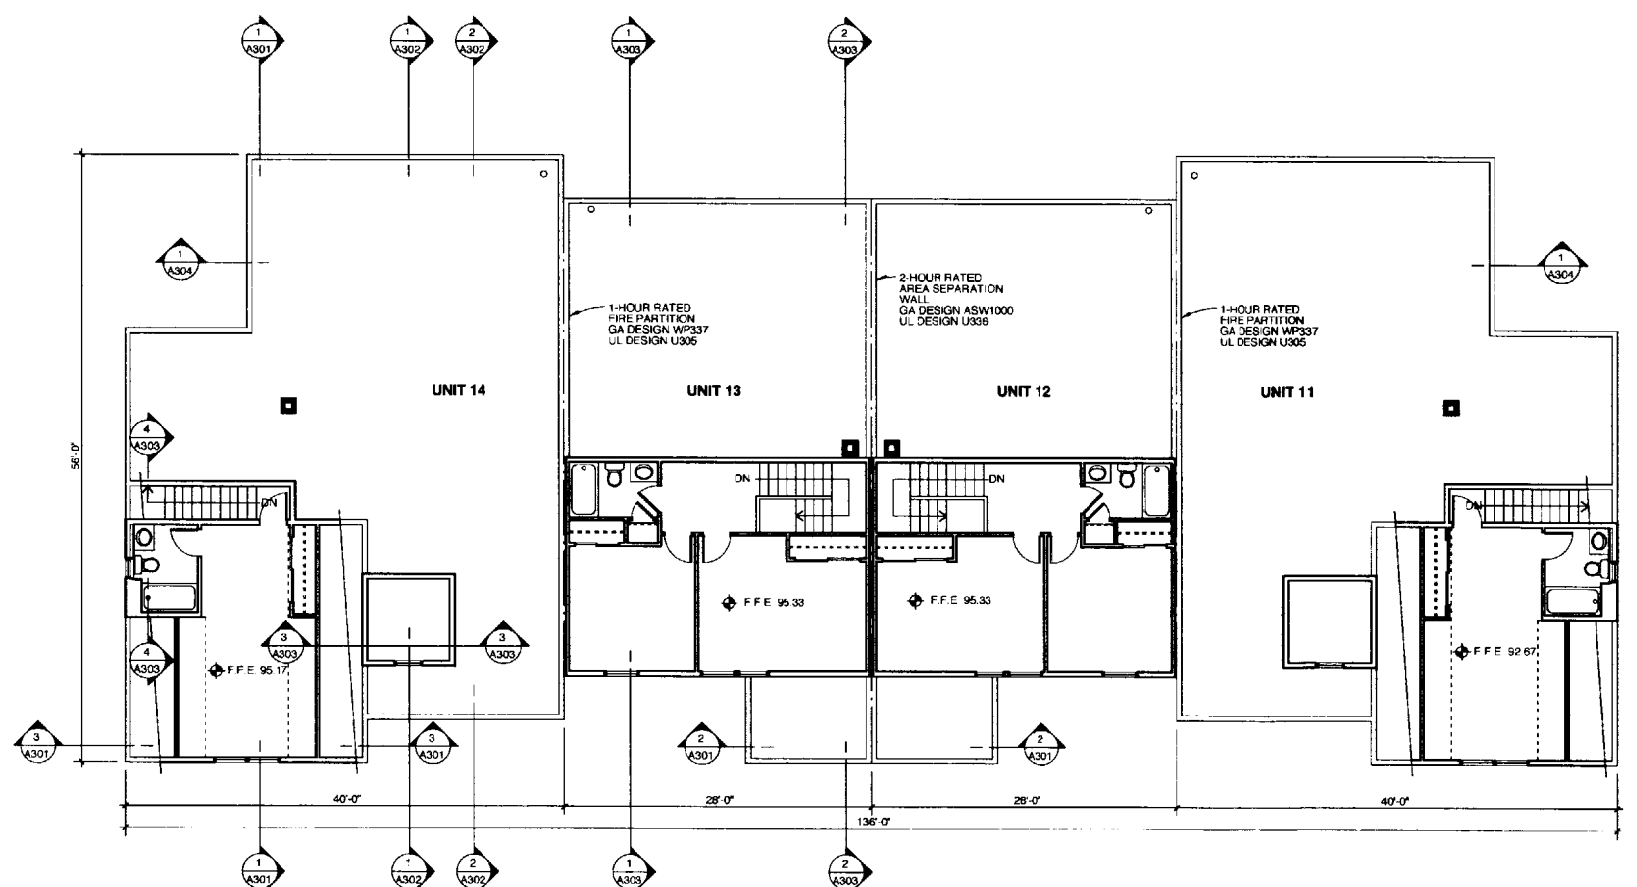 1
A301
1
A302
2
A302
1
A303
2
A303
1
A304
1
A304
2-HOUR RATED
AREA SEPARATION
WALL
GA DESIGN ASW1000
UL DESIGN U336
1-HOUR RATED
FIRE PARTITION
GA DESIGN WP337
UL DESIGN U305
1-HOUR RATED
FIRE PARTITION
GA DESIGN WP337
UL DESIGN U305
UNIT 14
UNIT 13
UNIT 12
UNIT 11
4
A303
56'-0"
DN
DN
DN
DN
F.F.E. 95.33
F.F.E. 95.33
3
A303
3
A303
4
A303
F.F.E. 95.17
F.F.E. 92.67
3
A301
3
A301
2
A301
2
A301
40'-0"
28'-0"
28'-0"
40'-0"
136'-0"
1
A301
1
A302
2
A302
1
A303
2
A303